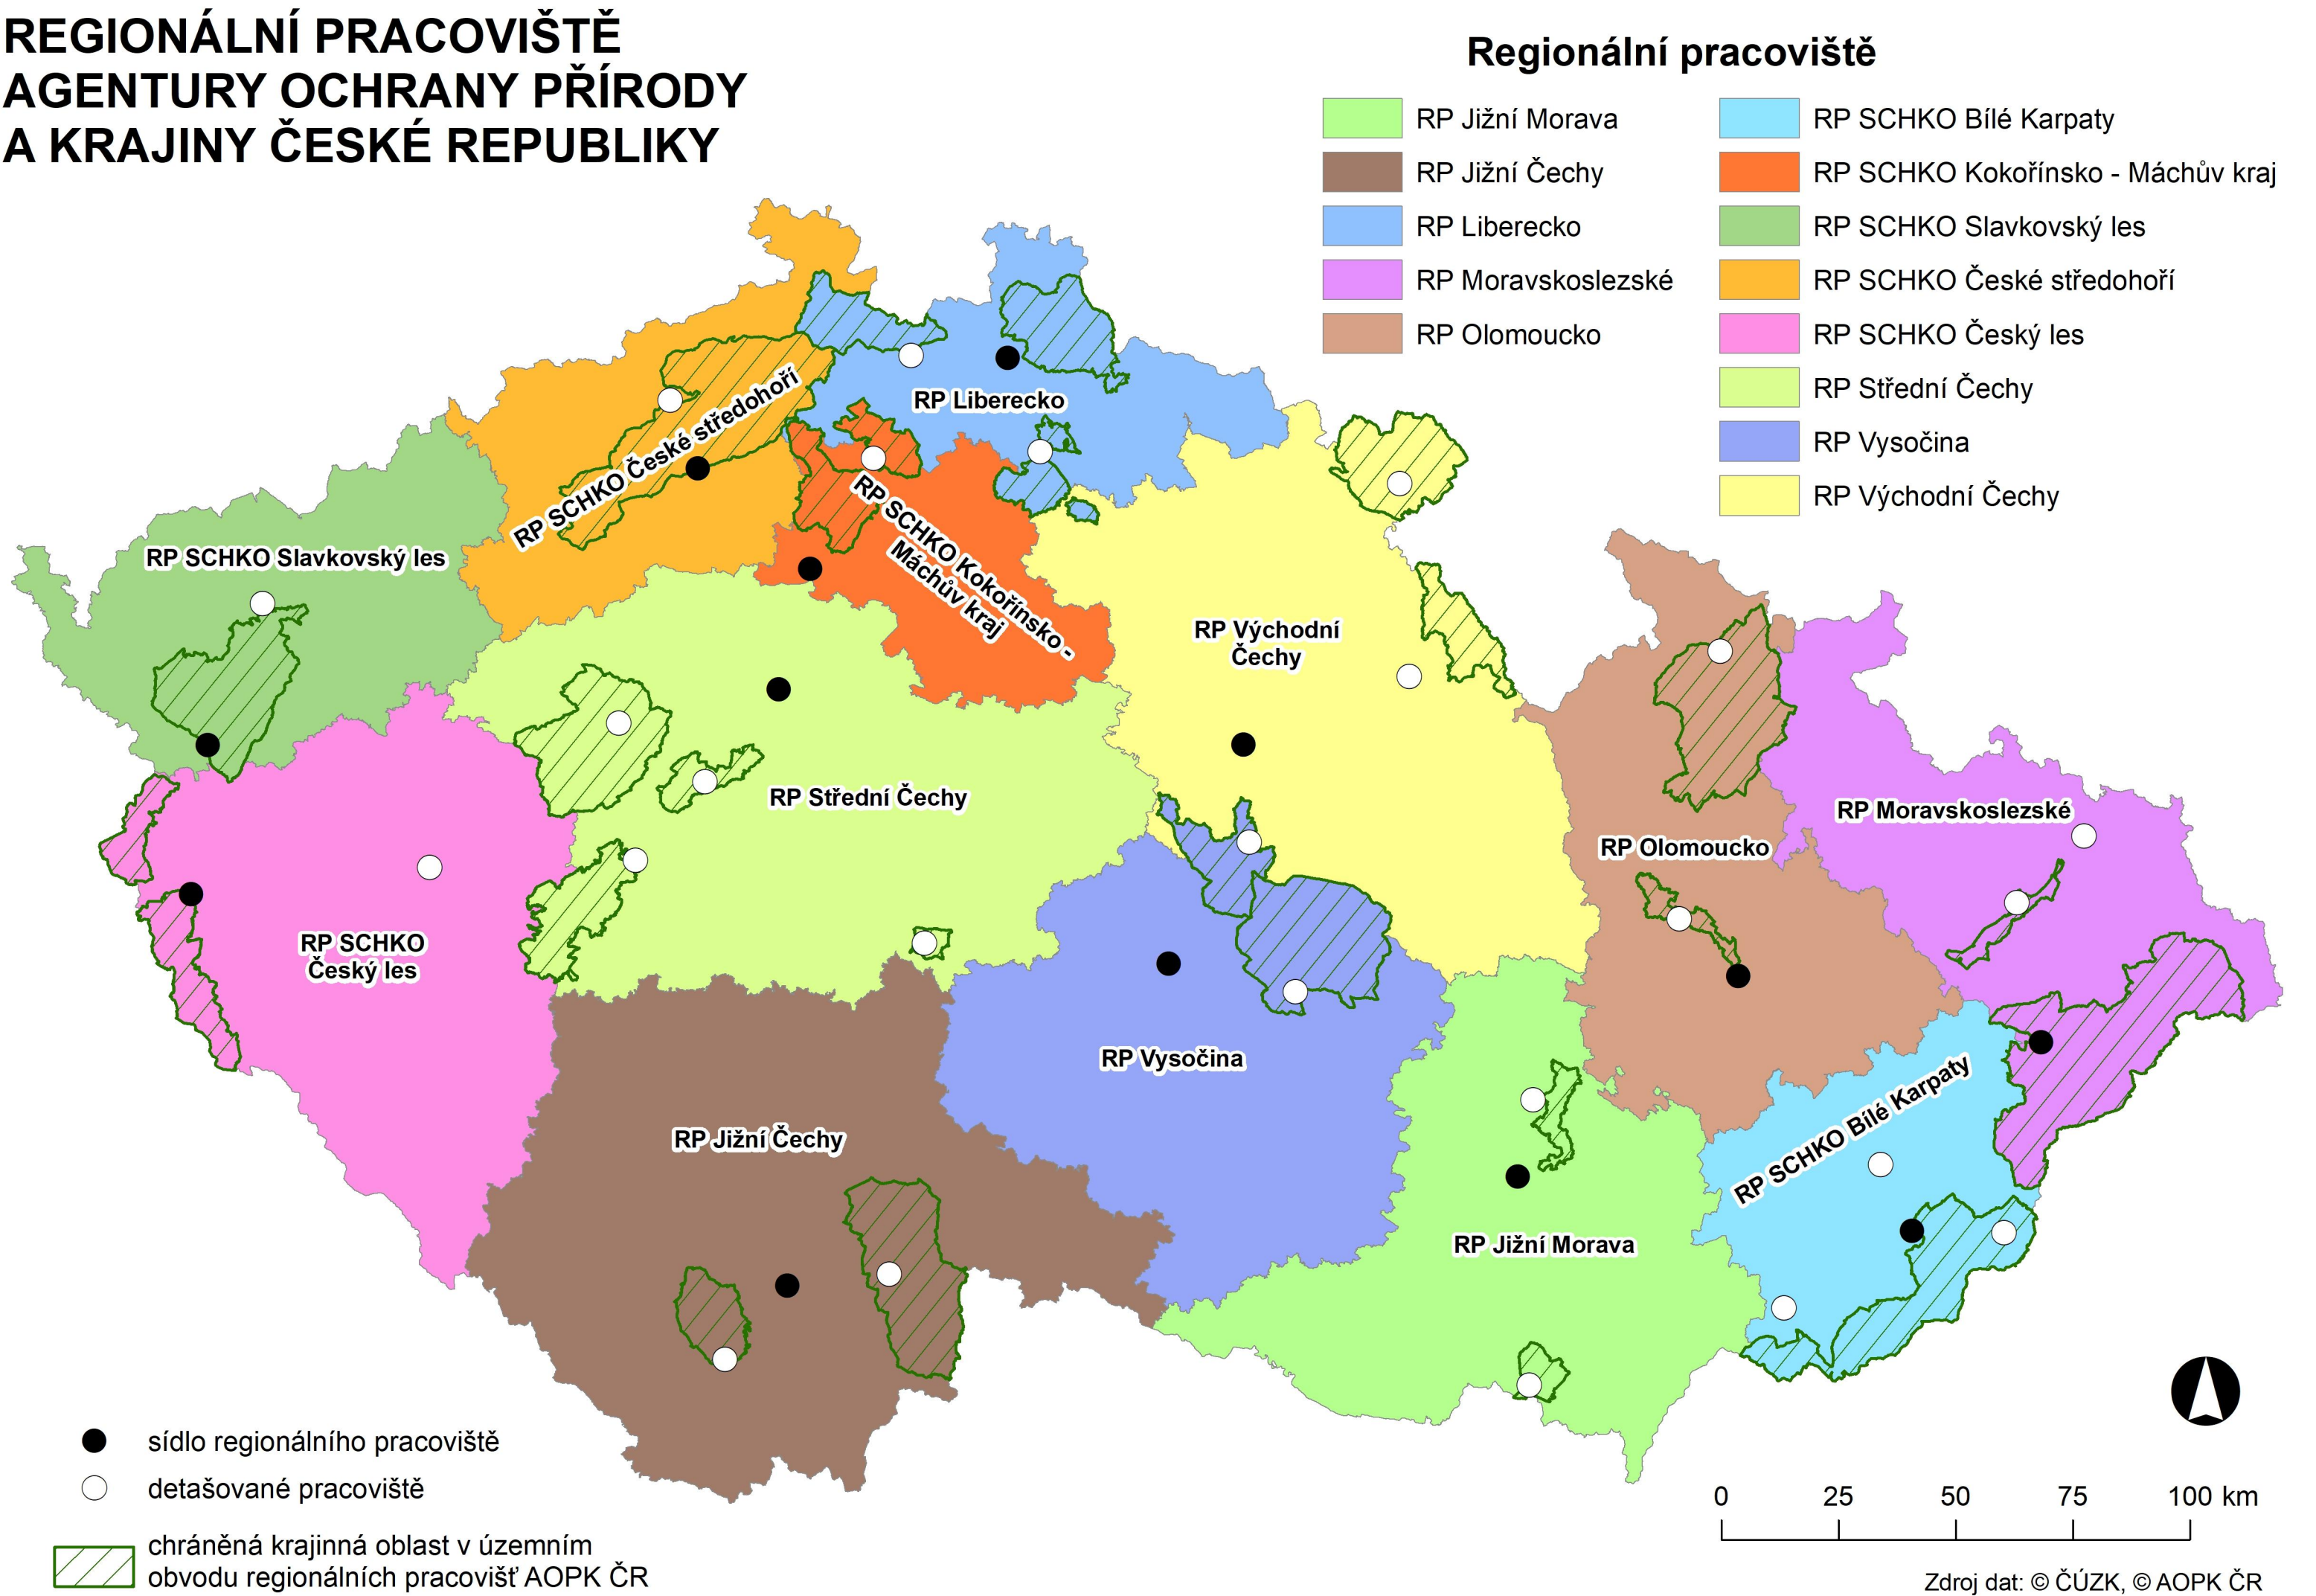 REGIONÁLNÍ PRACOVIŠTĚ
AGENTURY OCHRANY PŘÍRODY
A KRAJINY ČESKÉ REPUBLIKY
Regionální pracoviště
RP Jižní Morava
RP Jižní Čechy
RP Liberecko
RP Moravskoslezské
RP Olomoucko
RP SCHKO Bílé Karpaty
RP SCHKO Kokořínsko - Máchův kraj
RP SCHKO Slavkovský les
RP SCHKO České středohoří
RP SCHKO Český les
RP Střední Čechy
RP Vysočina
RP Východní Čechy
RP Liberecko
RP SCHKO České středohoří
RP SCHKO Kokořínsko -
Máchův kraj
RP SCHKO Slavkovský les
RP Východní
Čechy
RP Střední Čechy
RP Moravskoslezské
RP Olomoucko
RP SCHKO
Český les
RP Vysočina
RP SCHKO Bílé Karpaty
RP Jižní Čechy
RP Jižní Morava
sídlo regionálního pracoviště
detašované pracoviště
chráněná krajinná oblast v územním
obvodu regionálních pracovišť AOPK ČR
0 25 50 75 100 km
Zdroj dat: © ČÚZK, © AOPK ČR